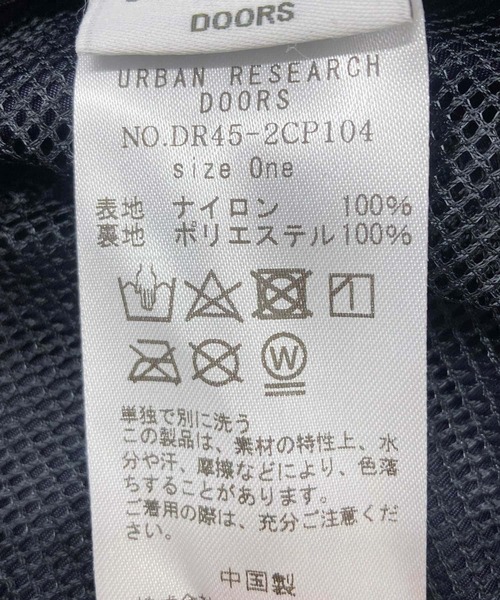 DOORS
URBAN RESEARCH
DOORS
NO.DR45-2CP104
size One
表地 ナイロン 100%
裏地 ポリエステル100%
W
単独で別に洗う
この製品は、素材の特性上、水
分や汗、摩擦などにより、色落
ちすることがあります。
ご着用の際は、充分ご注意くだ
さい。
中国製